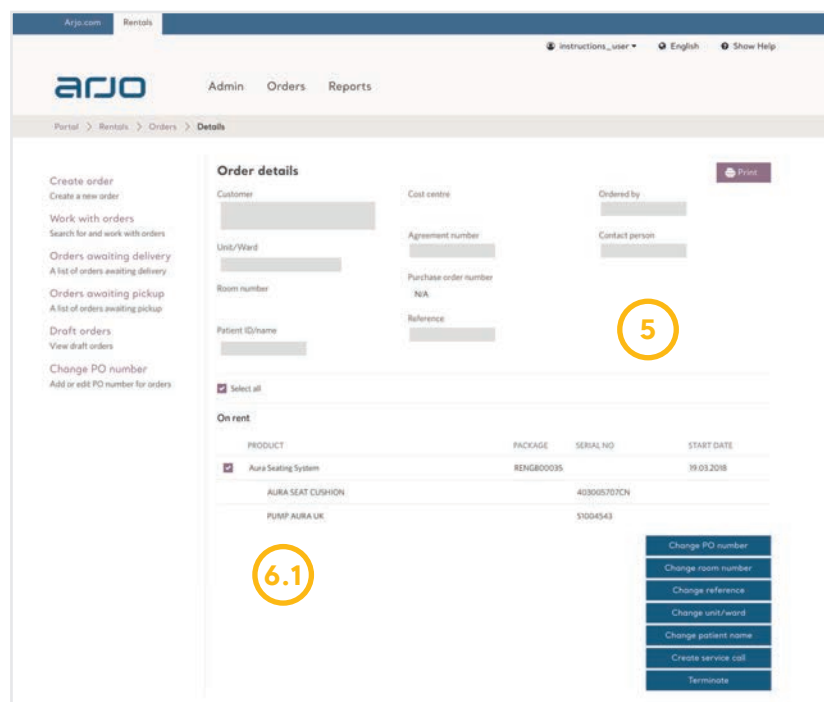 Arjo.com Rentals
instructions_user English Show Help
arjo
Admin Orders Reports
Portal > Rentals > Orders > Details
Create order
Create a new order
Work with orders
Search for and work with orders
Orders awaiting delivery
A list of orders awaiting delivery
Orders awaiting pickup
A list of orders awaiting pickup
Draft orders
View draft orders
Change PO number
Add or edit PO number for orders
Order details
Print
Customer
Cost centre
Ordered by
Agreement number
Contact person
Unit/Ward
Purchase order number
N/A
Room number
Reference
Patient ID/name
5
Select all
On rent
PRODUCT PACKAGE SERIAL NO START DATE
Aura Seating System RENGB00035 19.03.2018
AURA SEAT CUSHION 403005707CN
PUMP AURA UK S1004543
6.1
Change PO number
Change room number
Change reference
Change unit/ward
Change patient name
Create service call
Terminate